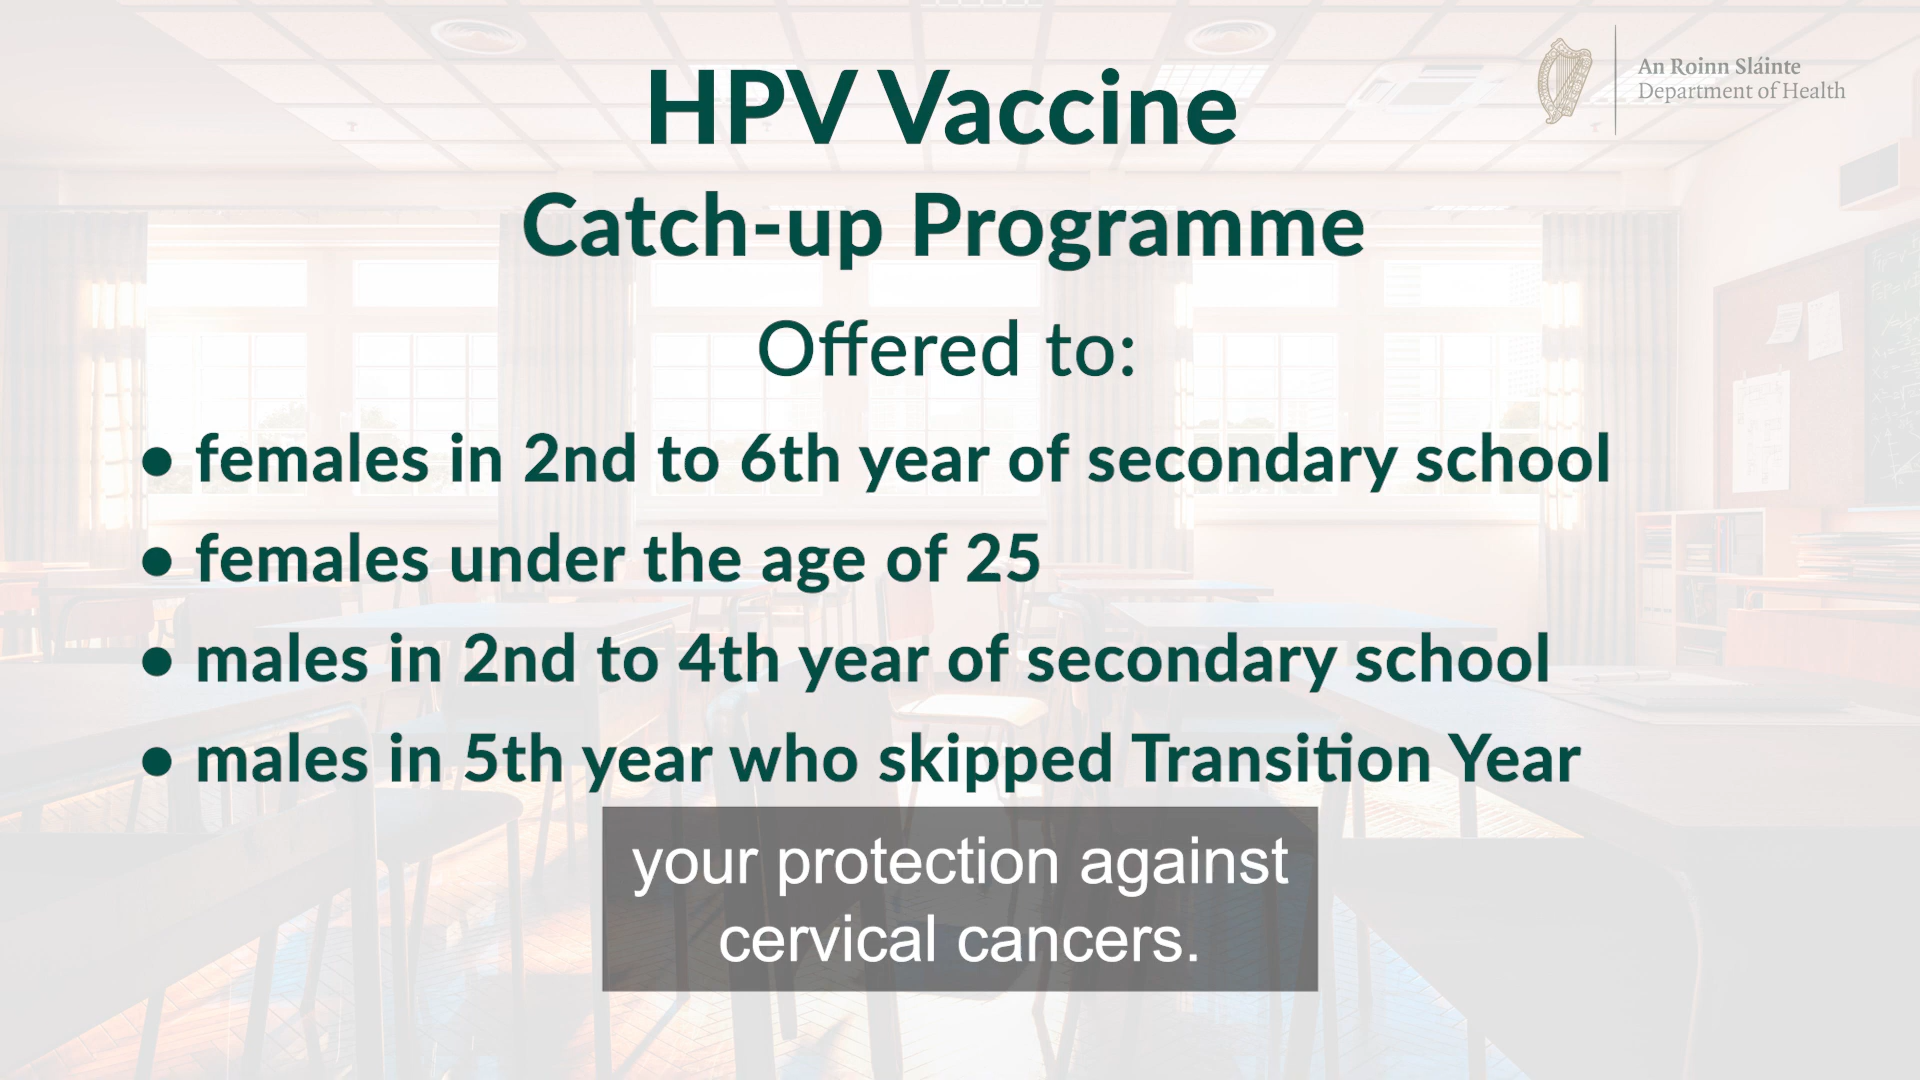 An Roinn Sláinte
Department of Health
HPV Vaccine
Catch-up Programme
Offered to:
• females in 2nd to 6th year of secondary school
• females under the age of 25
• males in 2nd to 4th year of secondary school
• males in 5th year who skipped Transition Year
your protection against
cervical cancers.